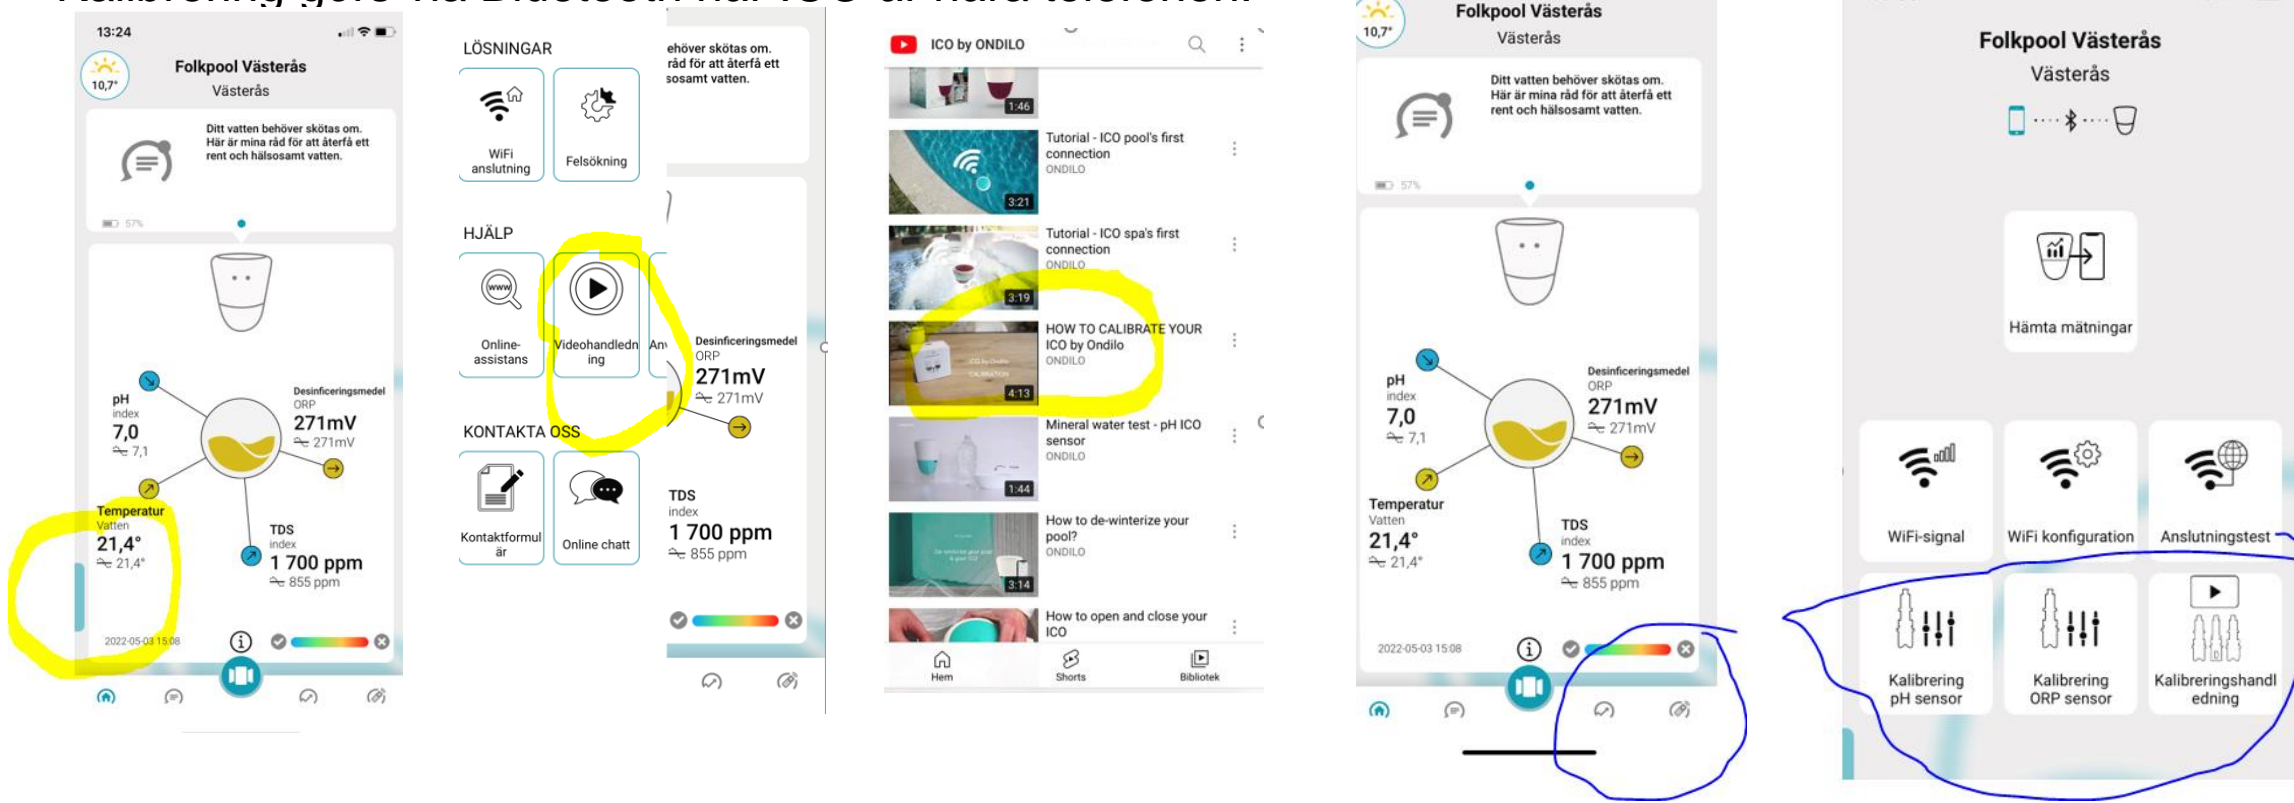 Kalibrering görs via Bluetooth när ICO är nära telefonen.
13:24
10,7°
Folkpool Västerås
Västerås
Ditt vatten behöver skötas om.
Här är mina råd för att återfå ett
rent och hälsosamt vatten.
57%
pH
index
7,0
7,1
Desinficeringsmedel
ORP
271mV
271mV
Temperatur
Vatten
21,4°
21,4°
TDS
index
1 700 ppm
855 ppm
2022-05-03 15:08
LÖSNINGAR
WiFi
anslutning
Felsökning
HJÄLP
www
Online-
assistans
Videohandledn
ing
KONTAKTA OSS
Kontaktformul
är
Online chatt
ehöver skötas om.
råd för att återfå ett
sosamt vatten.
Desinficeringsmedel
ORP
271mV
271mV
TDS
index
1 700 ppm
855 ppm
ICO by ONDILO
1:46
Tutorial - ICO pool's first
connection
ONDILO
3:21
Tutorial - ICO spa's first
connection
ONDILO
3:19
HOW TO CALIBRATE YOUR
ICO by Ondilo
ONDILO
ICO by Ondilo
CALIBRATION
4:13
Mineral water test - pH ICO
sensor
ONDILO
1:44
How to de-winterize your
pool?
ONDILO
3:14
How to open and close your
ICO
Hem
Shorts
Bibliotek
10,7°
Folkpool Västerås
Västerås
Ditt vatten behöver skötas om.
Här är mina råd för att återfå ett
rent och hälsosamt vatten.
57%
pH
index
7,0
7,1
Desinficeringsmedel
ORP
271mV
271mV
Temperatur
Vatten
21,4°
21,4°
TDS
index
1 700 ppm
855 ppm
2022-05-03 15:08
Folkpool Västerås
Västerås
Hämta mätningar
WiFi-signal
WiFi konfiguration
Anslutningstest
Kalibrering
pH sensor
Kalibrering
ORP sensor
Kalibreringshandl
edning